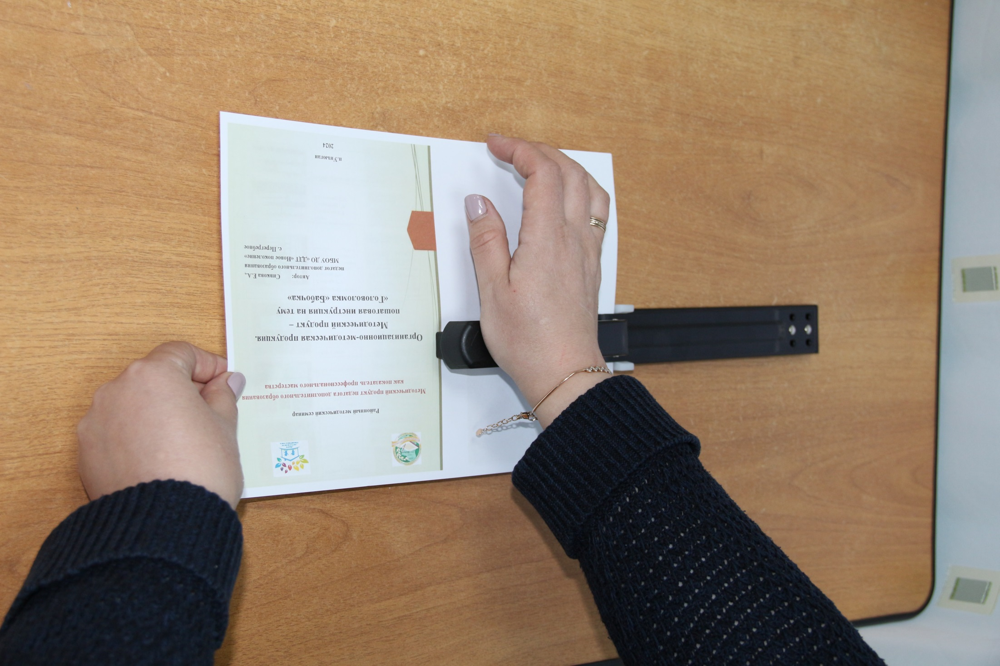 Районный методический семинар
Методический продукт педагога дополнительного образования
как показатель профессионального мастерства
Организационно-методическая продукция.
Методический продукт –
пошаговая инструкция на тему
«Головоломка «Бабочка»
Автор: Сивкова Е.А.,
педагог дополнительного образования
МБОУ ДО «ДДТ «Новое поколение»
с. Перегребное
п.Унъюган
2024